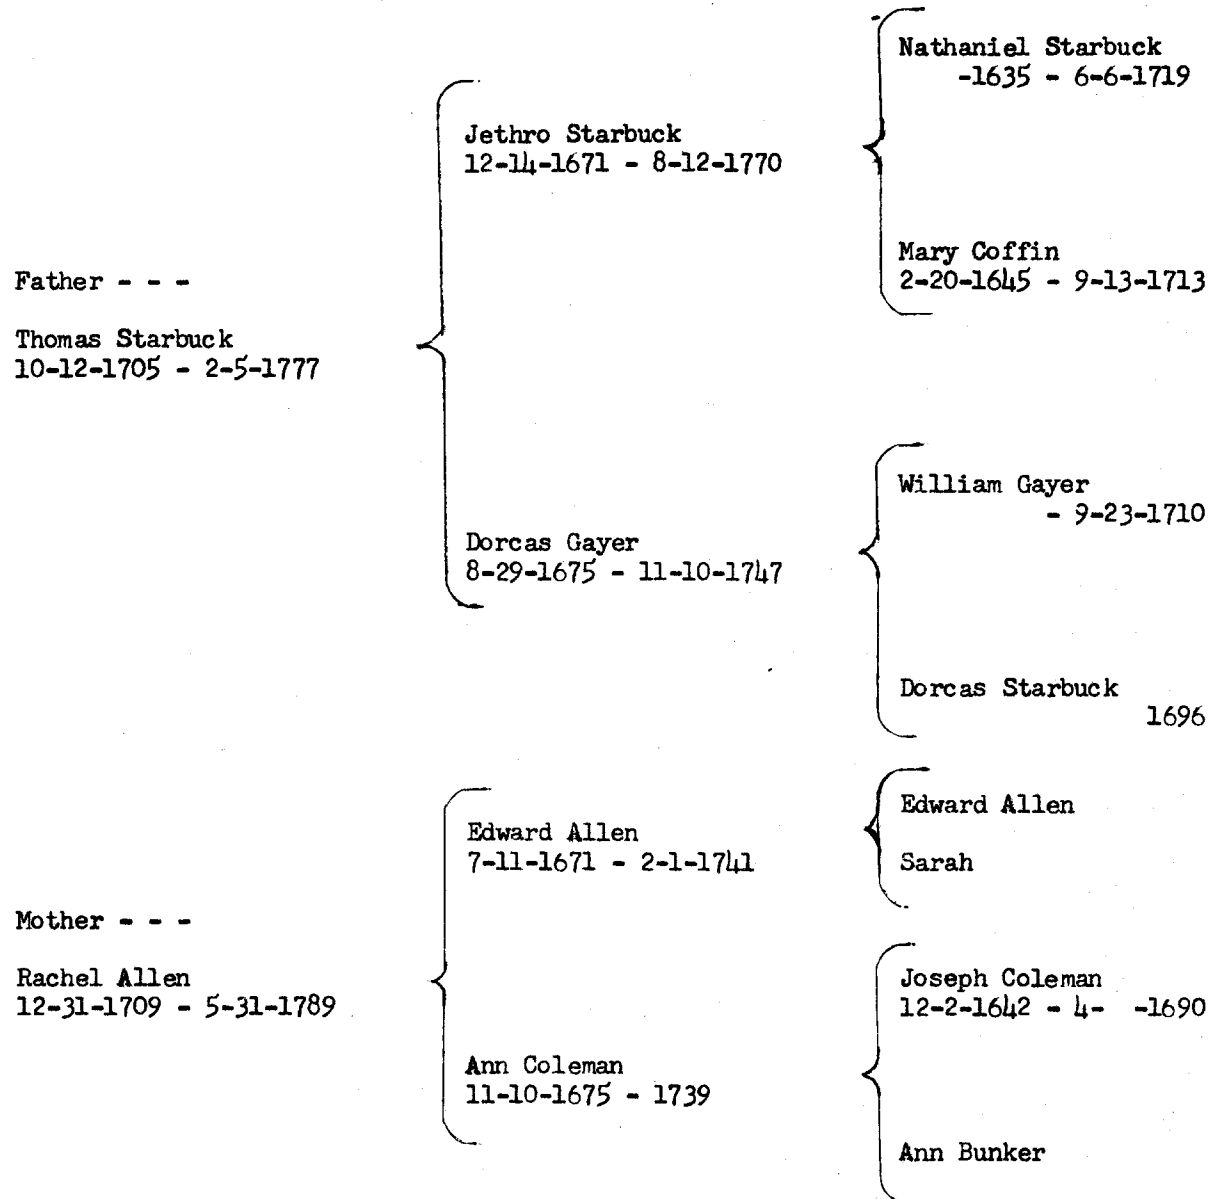 Father - - -
Thomas Starbuck
10-12-1705 - 2-5-1777
Jethro Starbuck
12-14-1671 - 8-12-1770
Nathaniel Starbuck
-1635 - 6-6-1719
Mary Coffin
2-20-1645 - 9-13-1713
Dorcas Gayer
8-29-1675 - 11-10-1747
William Gayer
- 9-23-1710
Dorcas Starbuck
1696
Mother - - -
Rachel Allen
12-31-1709 - 5-31-1789
Edward Allen
7-11-1671 - 2-1-1741
Edward Allen
Sarah
Ann Coleman
11-10-1675 - 1739
Joseph Coleman
12-2-1642 - 4- -1690
Ann Bunker